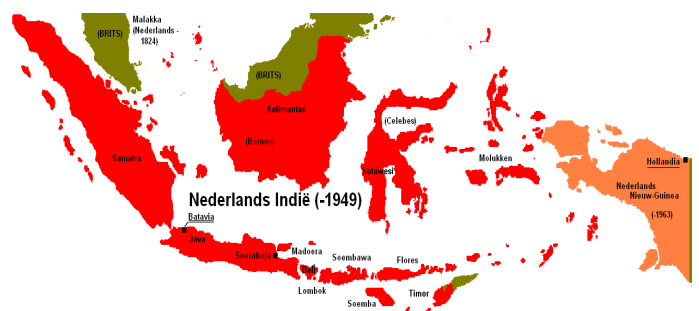 Malakka
(Nederlands -
1824)
(BRITS)
(BRITS)
Kalimantan
(Borneo)
(Celebes)
Sulawesi
Sumatra
Molukken
Hollandia
Nederlands
Nieuw-Guinea
(-1963)
Nederlands Indië (-1949)
Batavia
Java
Soerabaja
Madoera
Bali
Soembawa
Flores
Lombok
Soemba
Timor